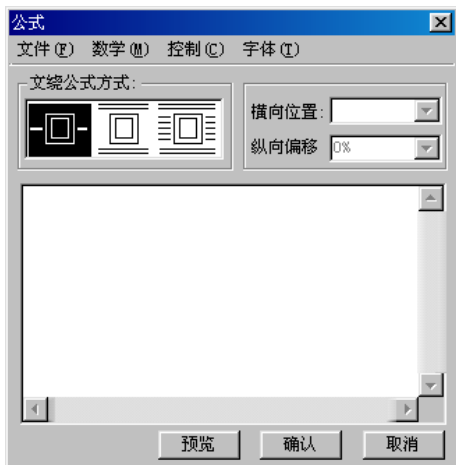 公式
文件(F) 数学(M) 控制(C) 字体(T)
文绕公式方式:
横向位置:
纵向偏移 0%
预览 确认 取消